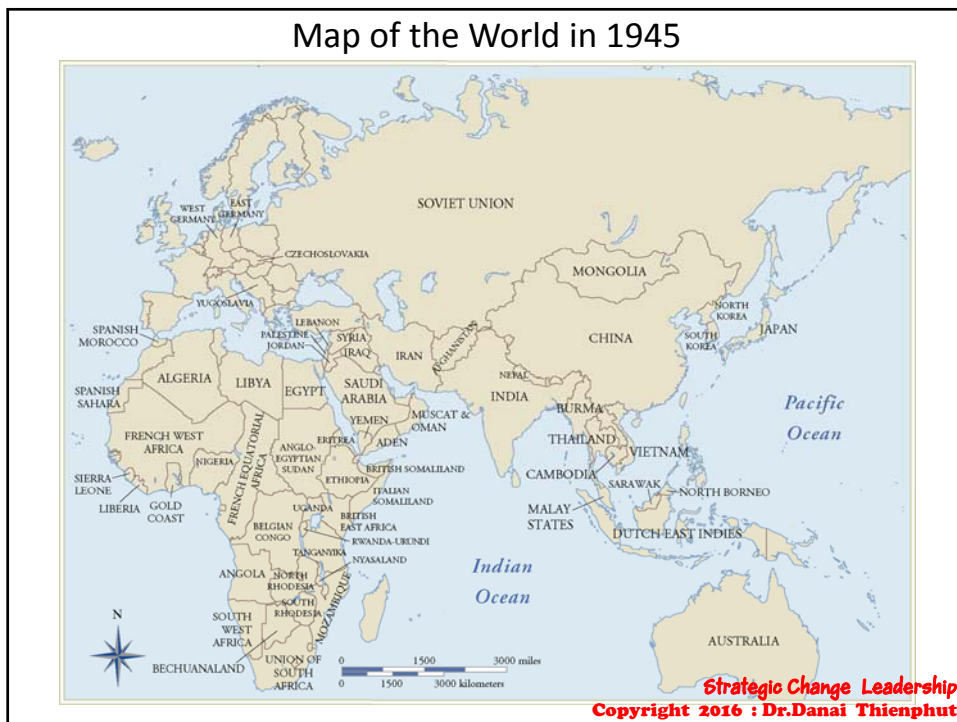 Map of the World in 1945
SOVIET UNION
WEST
GERMANY
EAST
GERMANY
CZECHOSLOVAKIA
YUGOSLAVIA
MONGOLIA
CHINA
NORTH
KOREA
SOUTH
KOREA
JAPAN
SPANISH
MOROCCO
LEBANON
PALESTINE
JORDAN
SYRIA
IRAQ
IRAN
AFGHANISTAN
NEPAL
INDIA
ALGERIA
LIBYA
EGYPT
SAUDI
ARABIA
SPANISH
SAHARA
MUSCAT &
OMAN
YEMEN
ADEN
BURMA
THAILAND
VIETNAM
CAMBODIA
Pacific
Ocean
FRENCH WEST
AFRICA
NIGERIA
FRENCH EQUATORIAL
AFRICA
ANGLO-
EGYPTIAN
SUDAN
ERITREA
ETHIOPIA
BRITISH SOMALILAND
ITALIAN
SOMALILAND
SIERRA
LEONE
LIBERIA
GOLD
COAST
UGANDA
BRITISH
EAST AFRICA
BELGIAN
CONGO
RWANDA-URUNDI
TANGANYIKA
NYASALAND
SARAWAK
NORTH BORNEO
MALAY
STATES
DUTCH EAST INDIES
Indian
Ocean
ANGOLA
NORTH
RHODESIA
SOUTH
RHODESIA
MOZAMBIQUE
SOUTH
WEST
AFRICA
BECHUANALAND
UNION OF
SOUTH
AFRICA
AUSTRALIA
N
0 1500 3000 miles
0 1500 3000 kilometers
Strategic Change Leadership
Copyright 2016 : Dr.Danai Thienphut